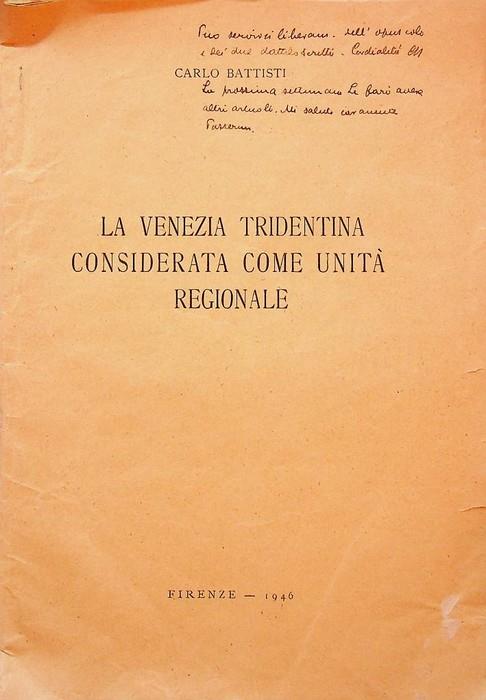 Puo servirsi liberam. dell' opuscolo
e dei due dattiloscritti. Cordialità
CARLO BATTISTI
La prossima settimana Le farò avere
altri articoli. Mi saluti caramente
LA VENEZIA TRIDENTINA
CONSIDERATA COME UNITÀ
REGIONALE
FIRENZE — 1946